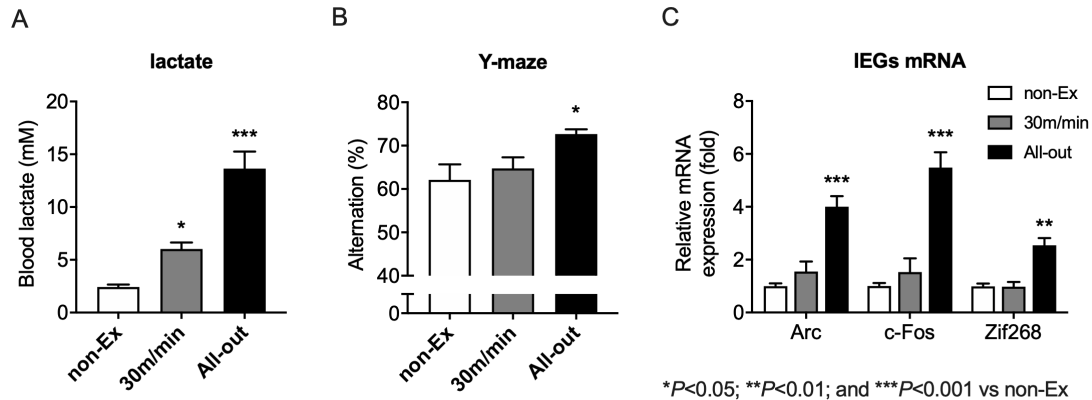 A
lactate
Blood lactate (mM)
20
15
10
5
0
*
***
non-Ex
30m/min
All-out
B
Y-maze
Alternation (%)
80
70
60
50
40
0
*
non-Ex
30m/min
All-out
C
IEGs mRNA
Relative mRNA
expression (fold)
8
6
4
2
0
***
***
**
Arc
c-Fos
Zif268
non-Ex
30m/min
All-out
*P<0.05; **P<0.01; and ***P<0.001 vs non-Ex